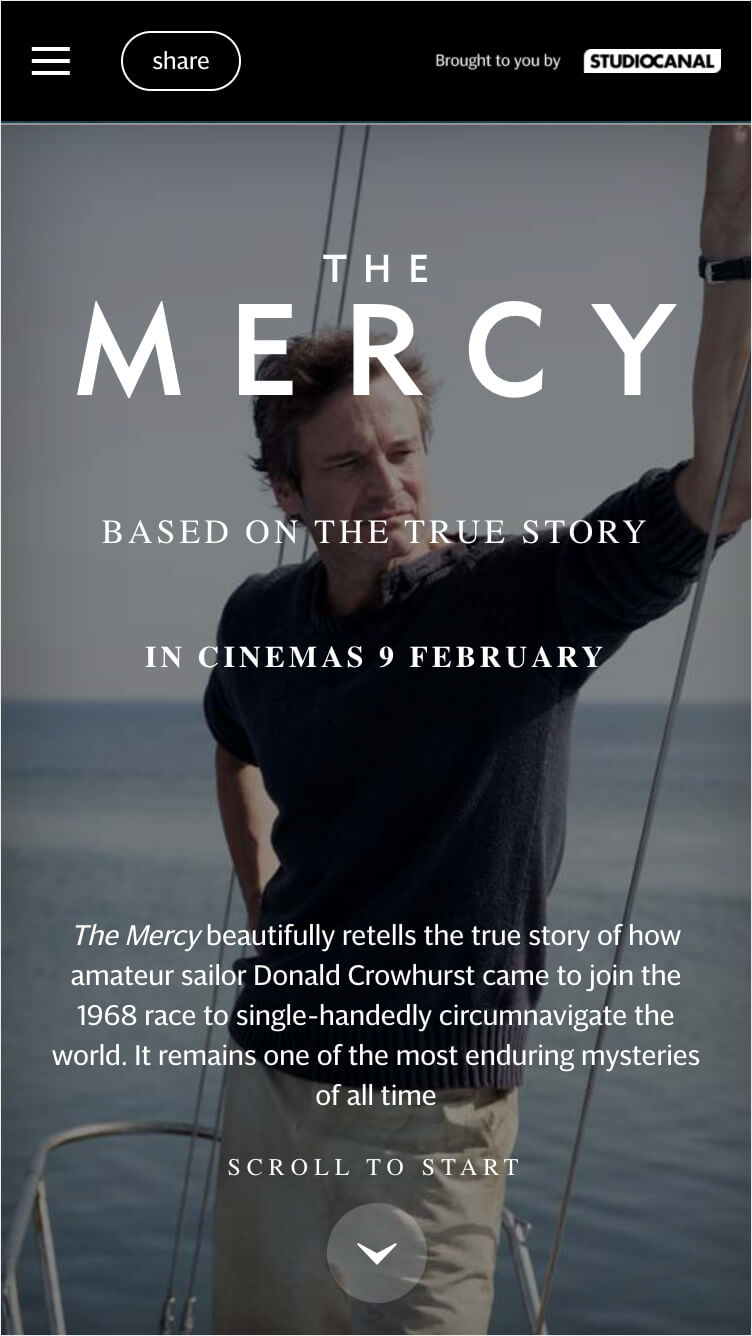 share
Brought to you by STUDIOCANAL
THE
MERCY
BASED ON THE TRUE STORY
IN CINEMAS 9 FEBRUARY
The Mercy beautifully retells the true story of how
amateur sailor Donald Crowhurst came to join the
1968 race to single-handedly circumnavigate the
world. It remains one of the most enduring mysteries
of all time
SCROLL TO START